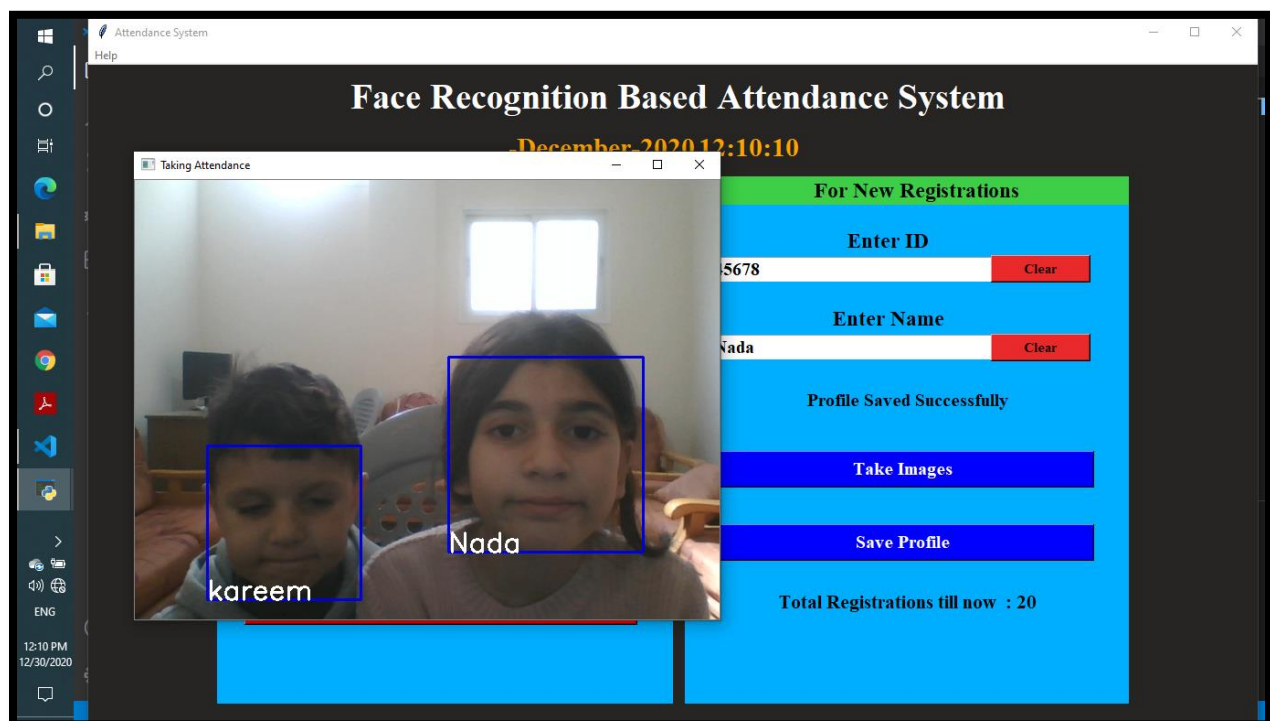 Attendance System
Help
Face Recognition Based Attendance System
-December-2020 12:10:10
Taking Attendance
For New Registrations
Enter ID
5678
Clear
Enter Name
Nada
Clear
Profile Saved Successfully
Take Images
Save Profile
Nada
kareem
Total Registrations till now : 20
ENG
12:10 PM
12/30/2020